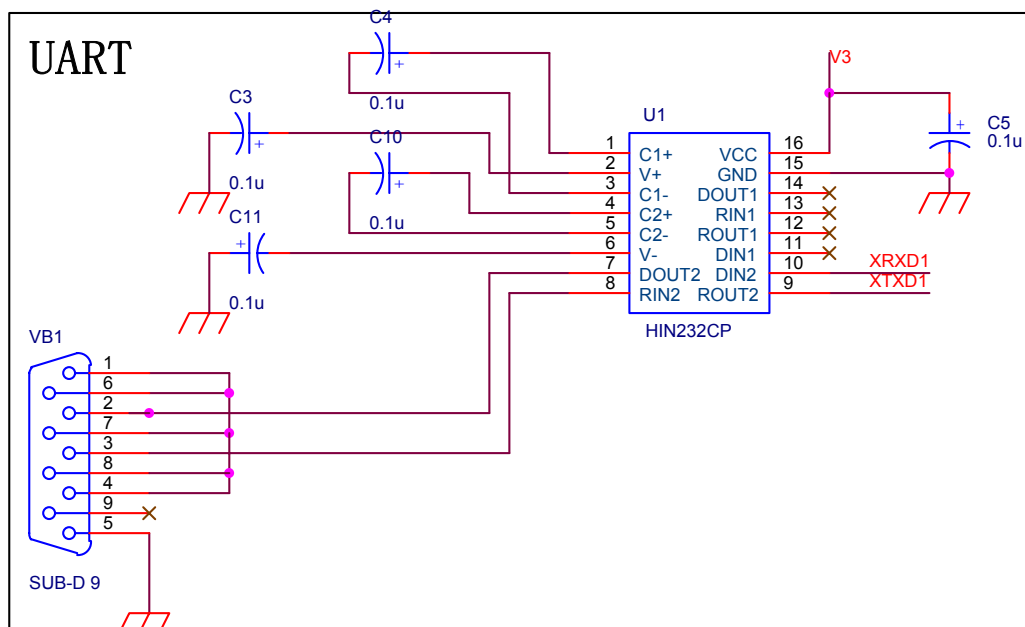 UART
C4
0.1u
C3
0.1u
C10
0.1u
C11
0.1u
V3
C5
0.1u
U1
1 C1+ VCC 16
2 V+ GND 15
3 C1- DOUT1 14
4 C2+ RIN1 13
5 C2- ROUT1 12
6 V- DIN1 11
7 DOUT2 DIN2 10 XRXD1
8 RIN2 ROUT2 9 XTXD1
HIN232CP
VB1
1
6
2
7
3
8
4
9
5
SUB-D 9